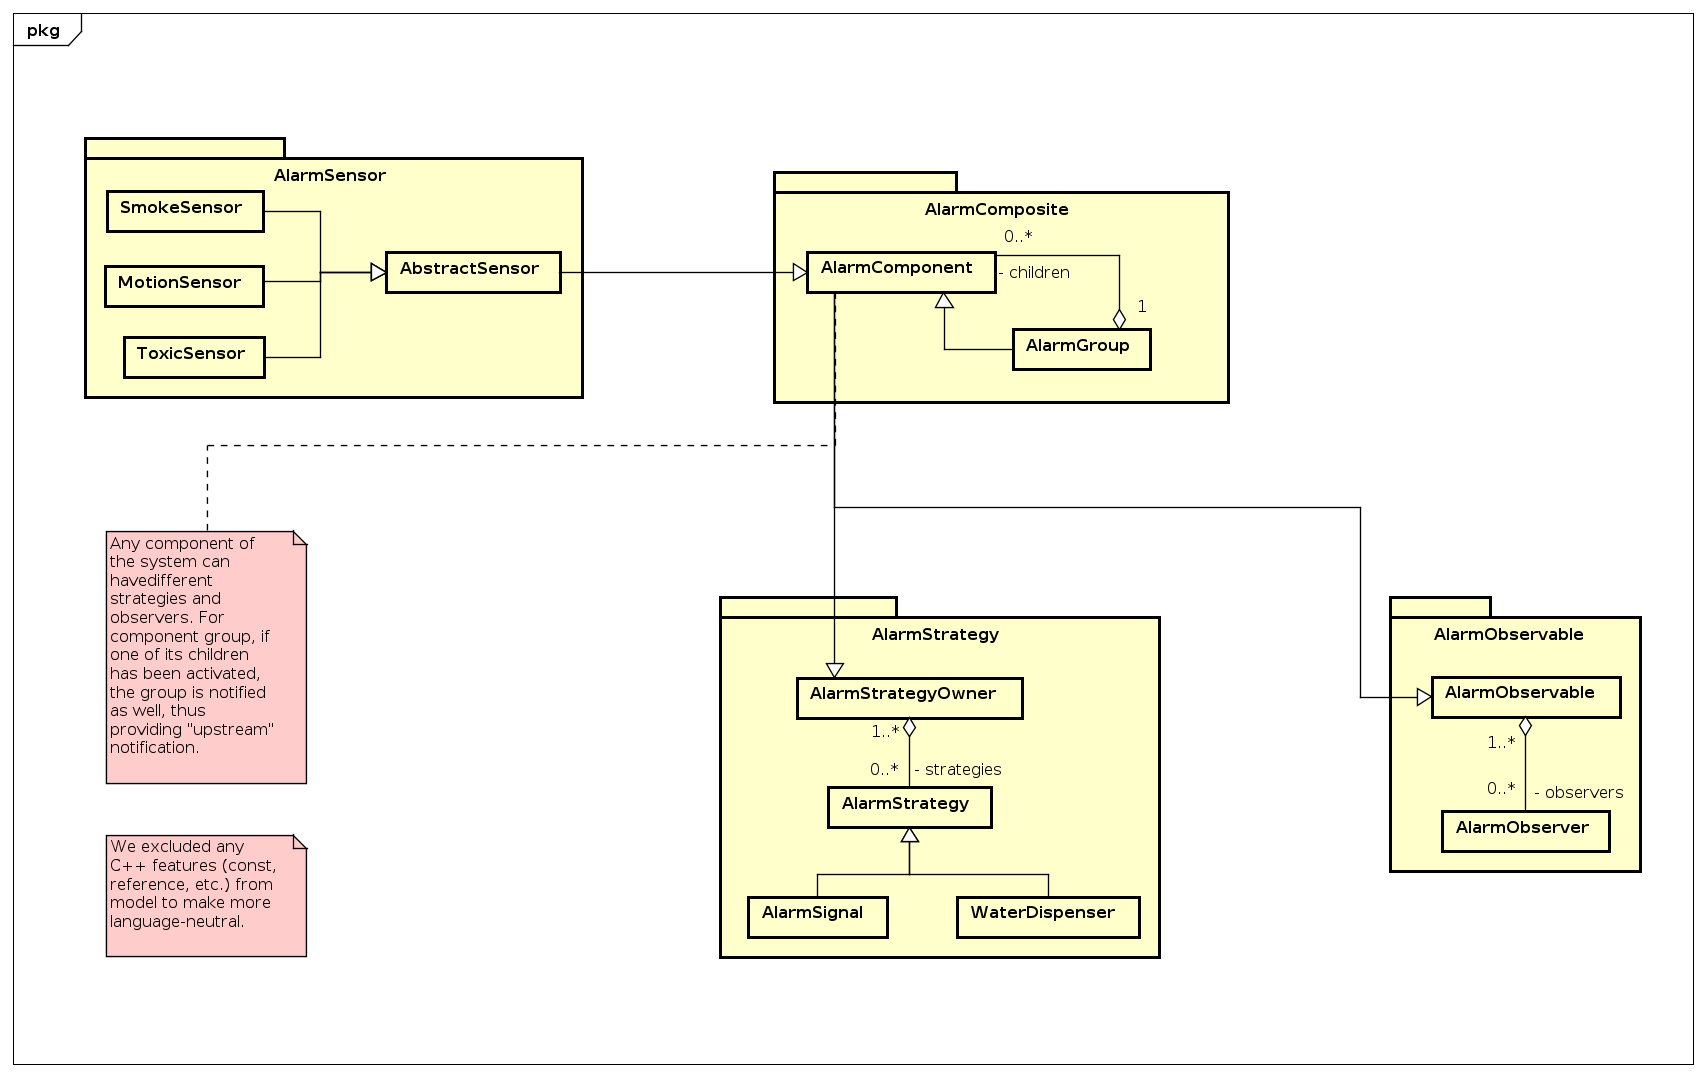 pkg
AlarmSensor
SmokeSensor
MotionSensor
ToxicSensor
AbstractSensor
AlarmComposite
0..*
AlarmComponent
- children
1
AlarmGroup
Any component of
the system can
havedifferent
strategies and
observers. For
component group, if
one of its children
has been activated,
the group is notified
as well, thus
providing "upstream"
notification.
We excluded any
C++ features (const,
reference, etc.) from
model to make more
language-neutral.
AlarmStrategy
AlarmStrategyOwner
1..*
0..* - strategies
AlarmStrategy
AlarmSignal
WaterDispenser
AlarmObservable
AlarmObservable
1..*
0..* - observers
AlarmObserver